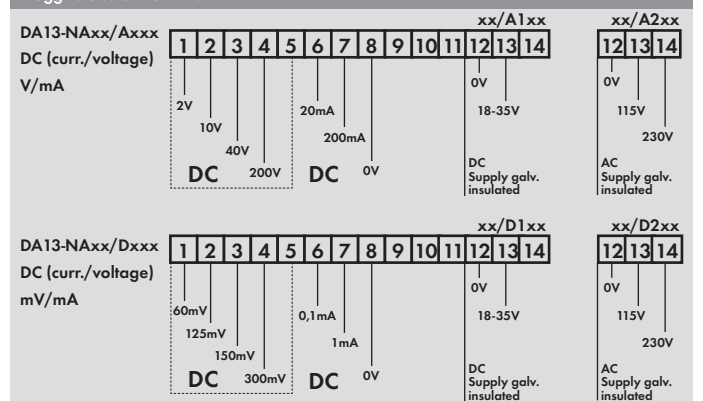 xx/A1xx xx/A2xx
DA13-NAxx/Axxx 1 2 3 4 5 6 7 8 9 10 11 12 13 14 12 13 14
DC (curr./voltage)
V/mA
0V 0V
2V 20mA 18-35V 115V
10V
200mA 230V
40V
DC 200V DC 0V
DC AC
Supply galv. Supply galv.
insulated insulated
xx/D1xx xx/D2xx
DA13-NAxx/Dxxx 1 2 3 4 5 6 7 8 9 10 11 12 13 14 12 13 14
DC (curr./voltage)
mV/mA
0V 0V
60mV 0,1mA 18-35V 115V
125mV
1mA 230V
150mV
DC 300mV DC 0V
DC AC
Supply galv. Supply galv.
insulated insulated